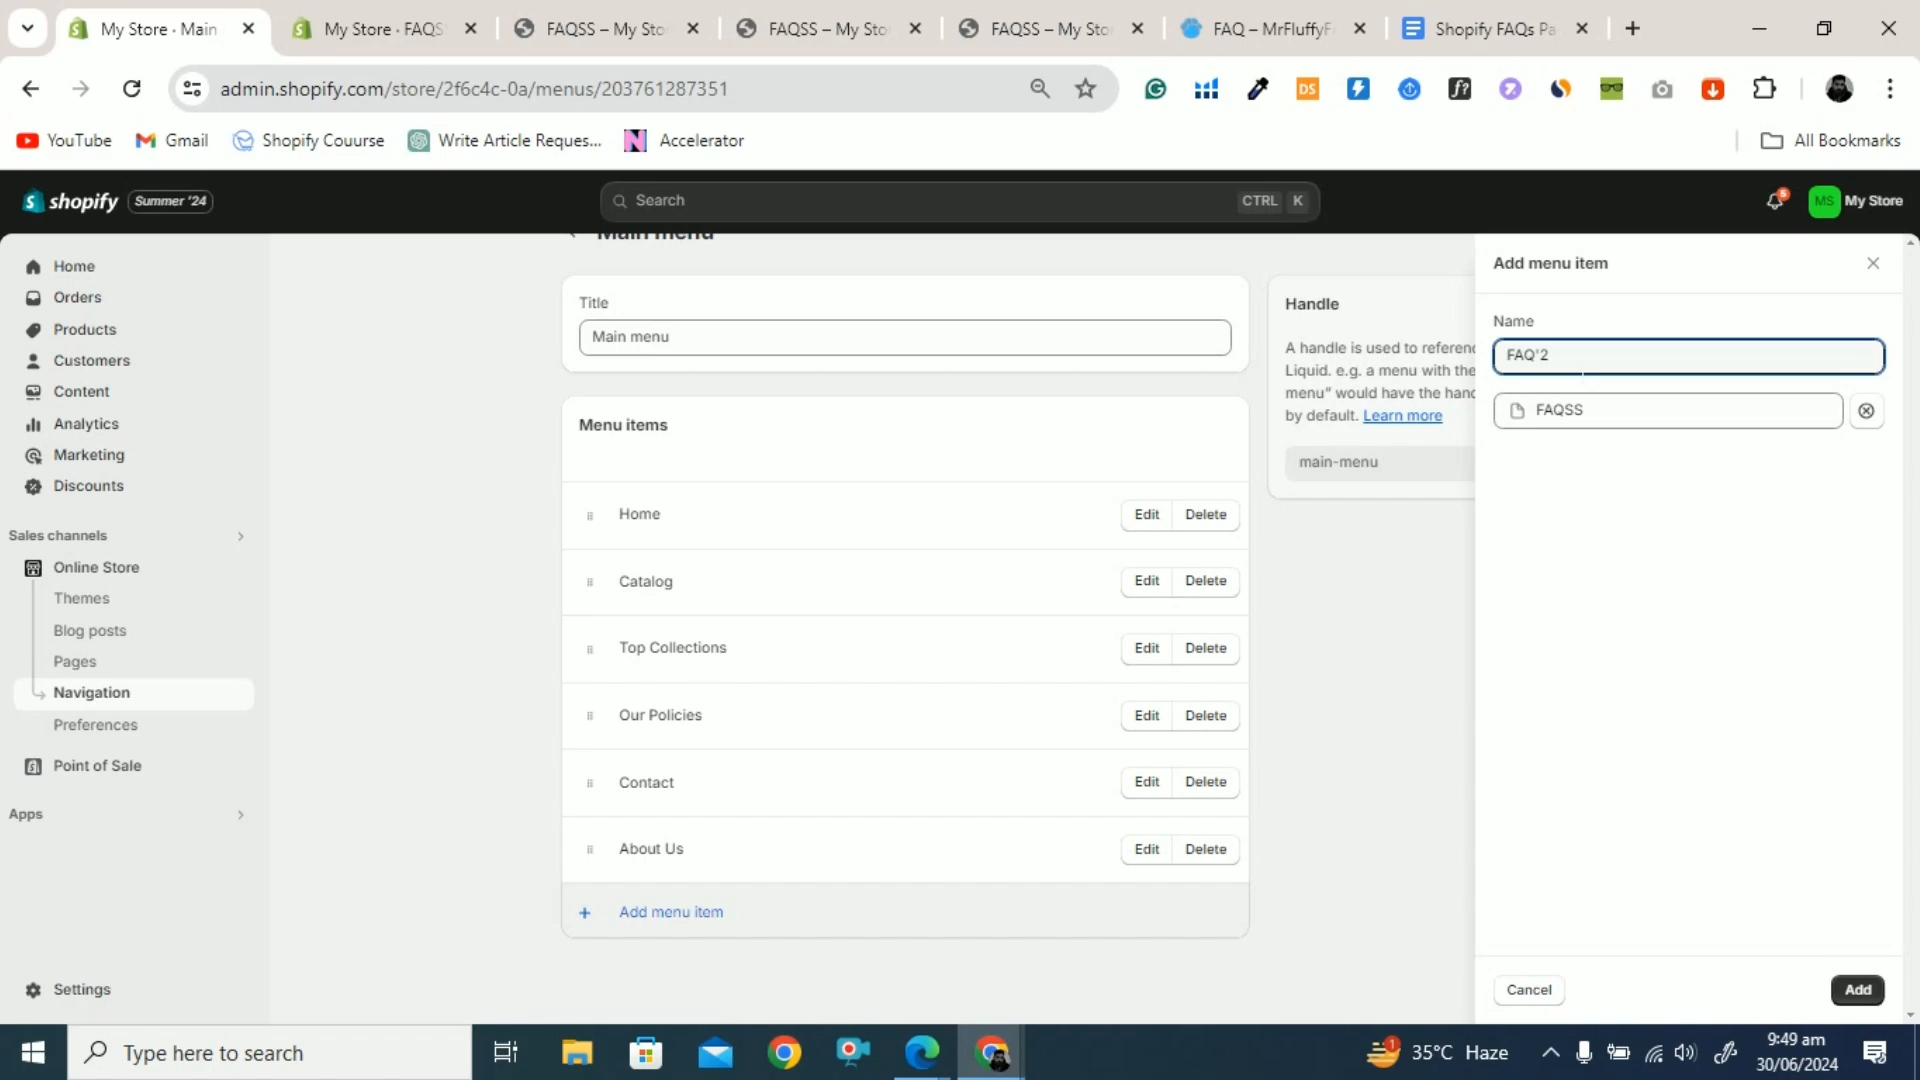 My Store · Main
My Store · FAQS
FAQSS – My Sto
FAQSS – My Sto
FAQSS – My Sto
FAQ – MrFluffyF
Shopify FAQs Pa
admin.shopify.com/store/2f6c4c-0a/menus/203761287351
YouTube
Gmail
Shopify Couurse
Write Article Reques...
Accelerator
All Bookmarks
shopify
Summer '24
Search
CTRL K
5
MS
My Store
Home
Orders
Products
Customers
Content
Analytics
Marketing
Discounts
Sales channels
Online Store
Themes
Blog posts
Pages
Navigation
Preferences
Point of Sale
Apps
Settings
Main menu
Title
Main menu
Menu items
Home
Edit Delete
Catalog
Edit Delete
Top Collections
Edit Delete
Our Policies
Edit Delete
Contact
Edit Delete
About Us
Edit Delete
+ Add menu item
Handle
A handle is used to referenc
Liquid. e.g. a menu with the
menu" would have the hand
by default. Learn more
main-menu
Add menu item
Name
FAQ'2
FAQSS
Cancel
Add
Type here to search
1
35°C Haze
9:49 am
30/06/2024